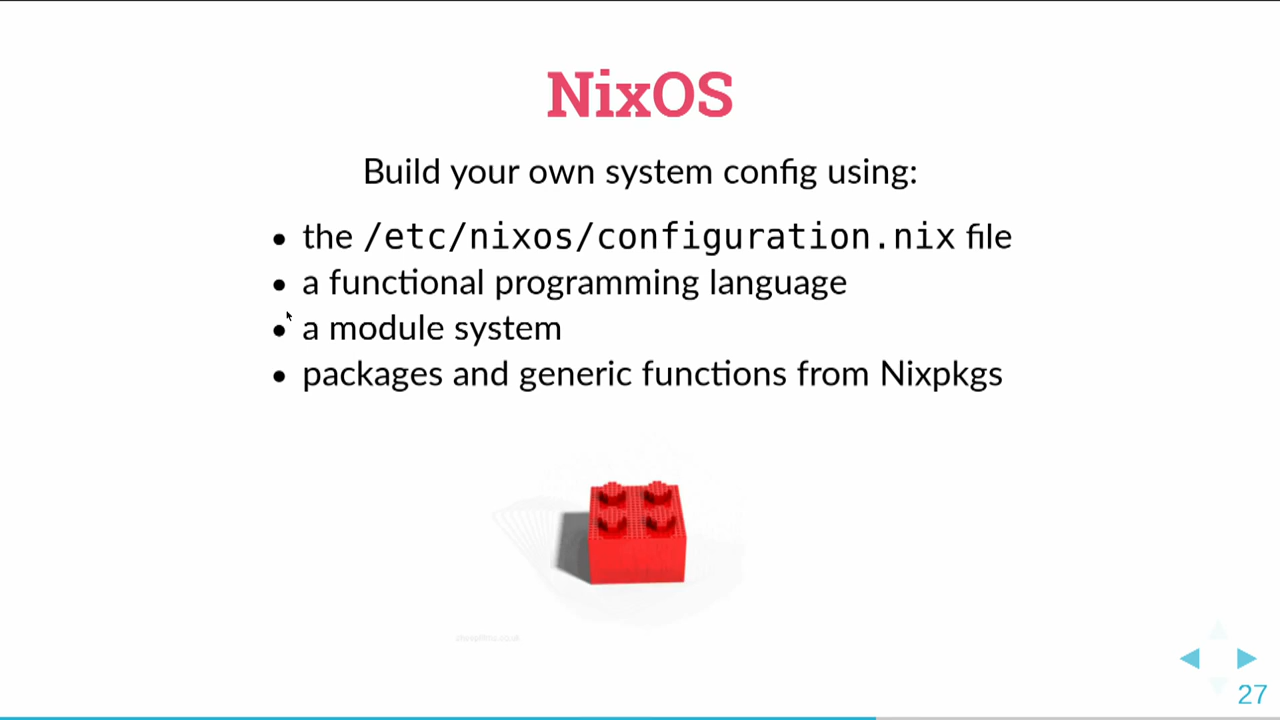 NixOS
Build your own system config using:
• the /etc/nixos/configuration.nix file
• a functional programming language
• a module system
• packages and generic functions from Nixpkgs
27